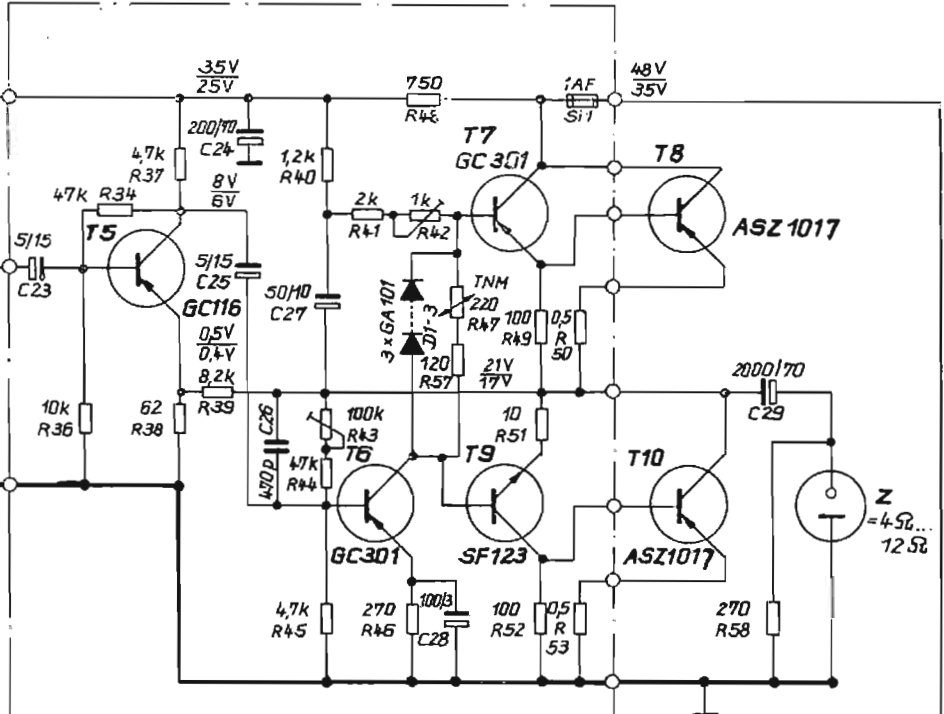 35V
25V
750
R48
1AF
Si1
48V
35V
200/70
C24
T7
GC301
T8
4,7k
R37
1,2k
R40
47k R34
8V
6V
2k
R41
1k
R42
ASZ1017
T5
5/15
C23
5/15
C25
GC116
50/10
C27
3xGA101
D1-3
TNM
220
R47
100
R49
0,5
R
50
0,5V
0,4V
8,2k
R39
120
R57
21V
17V
2000/70
C29
10k
R36
62
R38
C26
470p
100k
R43
T6
47k
R44
10
R51
T9
T10
Z
=4Ω...
12Ω
GC301
SF123
ASZ1017
4,7k
R45
270
R46
100/3
C28
100
R52
0,5
R
53
270
R58